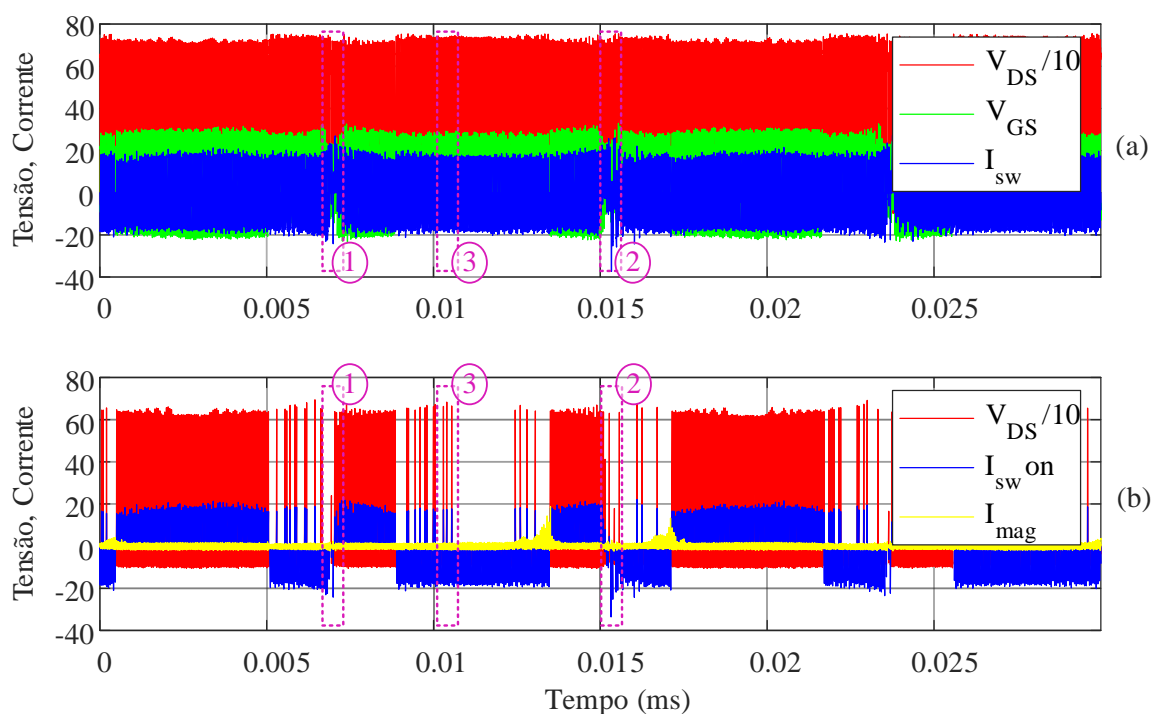 80
60
40
20
0
-20
-40
Tensão, Corrente
V_DS/10
V_GS
I_sw
(a)
1
3
2
0
0.005
0.01
0.015
0.02
0.025
1
3
2
80
60
40
20
0
-20
-40
Tensão, Corrente
V_DS/10
I_sw on
I_mag
(b)
0
0.005
0.01
0.015
0.02
0.025
Tempo (ms)